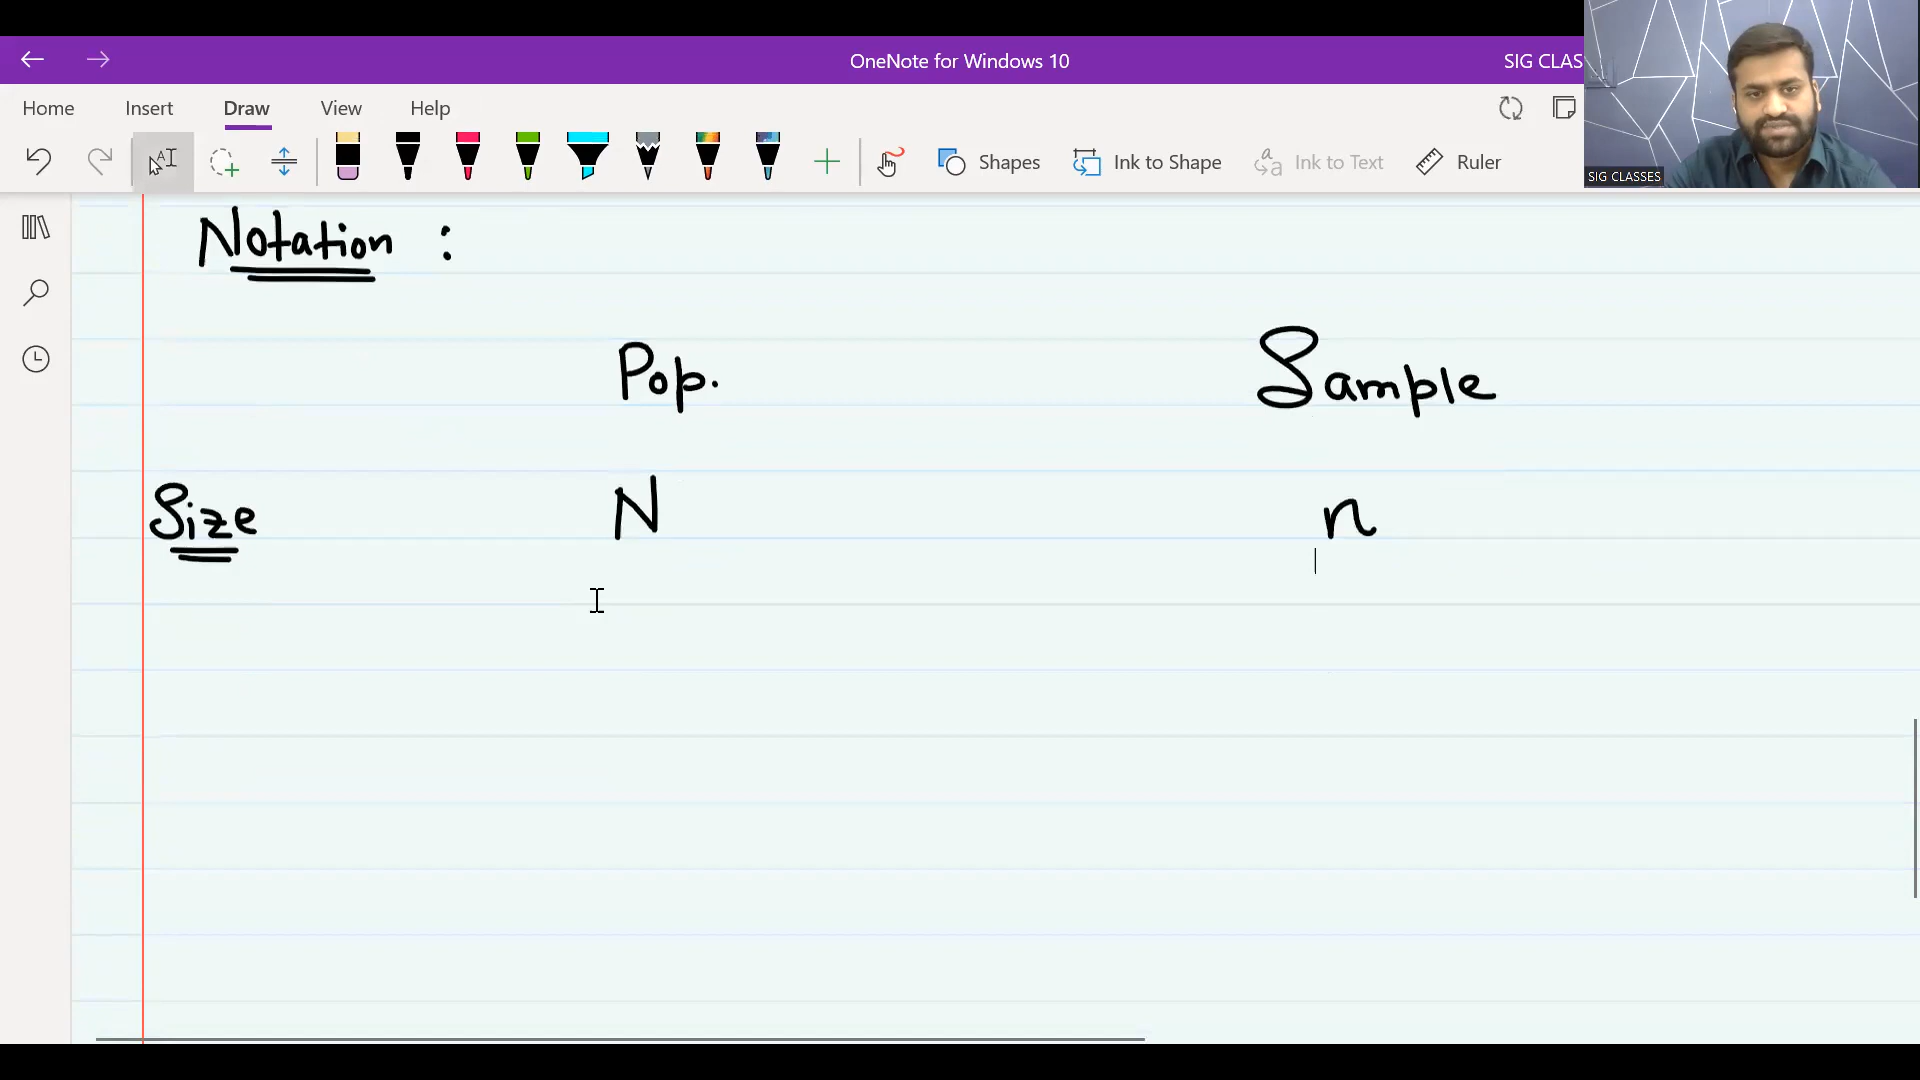 OneNote for Windows 10 SIG CLAS
Home Insert Draw View Help
Shapes Ink to Shape Ink to Text Ruler
SIG CLASSES
Notation :
Pop. Sample
Size N n